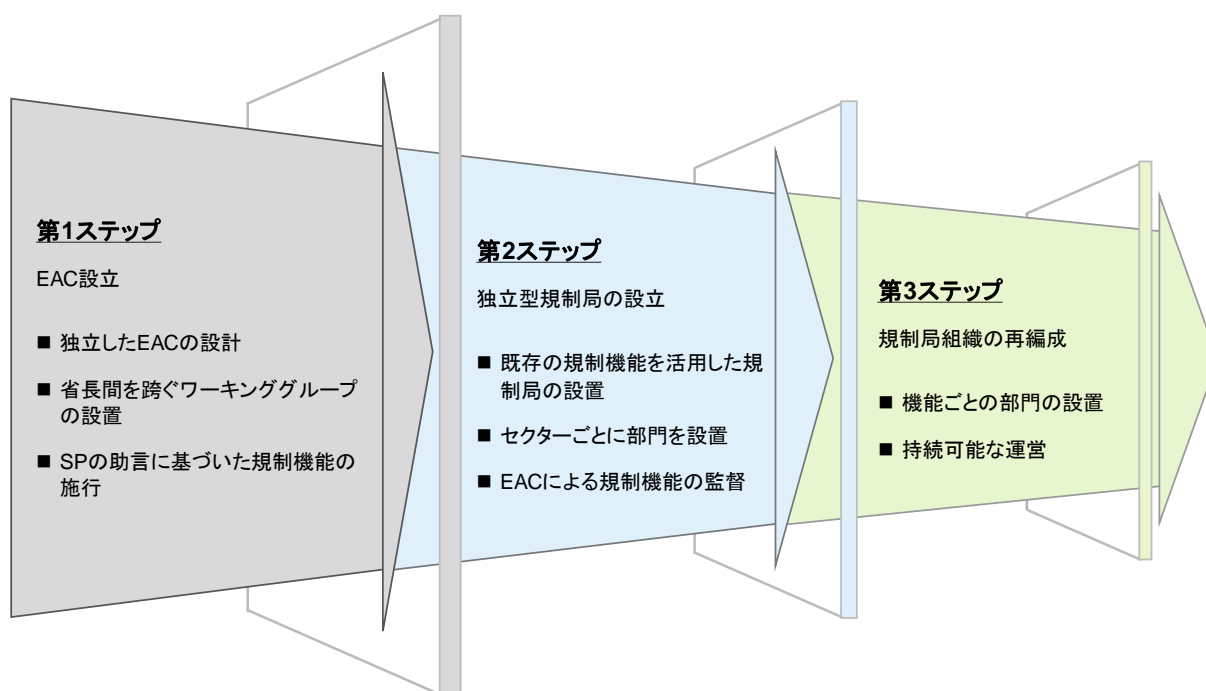 第1ステップ
EAC設立
■ 独立したEACの設計
■ 省長間を跨ぐワーキンググループ
の設置
■ SPの助言に基づいた規制機能の
施行
第2ステップ
独立型規制局の設立
■ 既存の規制機能を活用した規
制局の設置
■ セクターごとに部門を設置
■ EACによる規制機能の監督
第3ステップ
規制局組織の再編成
■ 機能ごとの部門の設置
■ 持続可能な運営